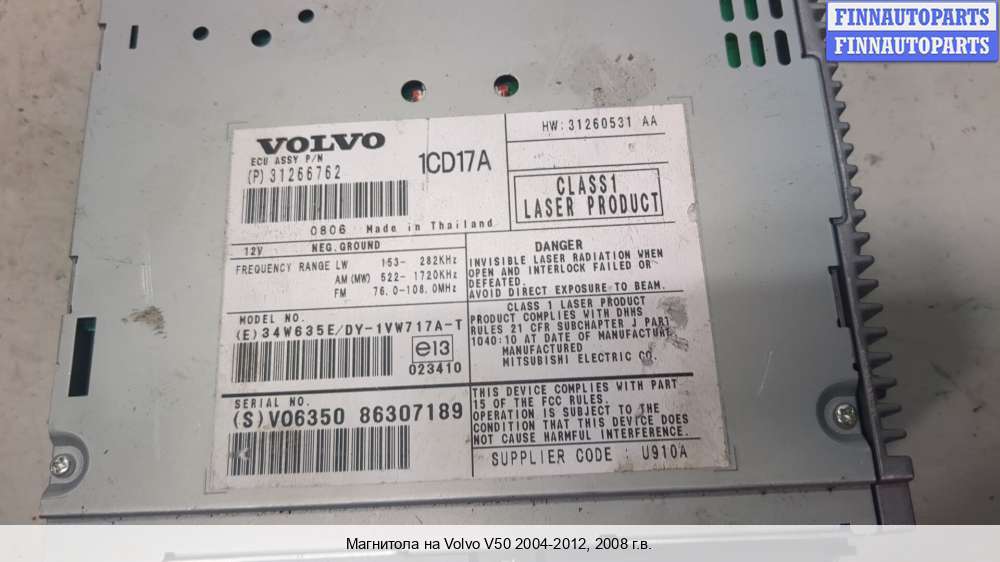 FINNAUTOPARTS
FINNAUTOPARTS
VOLVO
ECU ASSY P/N
(P) 31266762
1CD17A
HW:31260531 AA
CLASS1
LASER PRODUCT
0806 Made in Thailand
12V NEG.GROUND
FREQUENCY RANGE LW 153- 282KHz
AM (MW) 522- 1720KHz
FM 76.0-108.0MHz
DANGER
INVISIBLE LASER RADIATION WHEN
OPEN AND INTERLOCK FAILED OR
DEFEATED.
AVOID DIRECT EXPOSURE TO BEAM.
MODEL NO.
(E) 34W635E/DY-1VW717A-T
e13
023410
CLASS 1 LASER PRODUCT
PRODUCT COMPLIES WITH DHHS
RULES 21 CFR SUBCHAPTER J PART
1040:10 AT DATE OF MANUFACTURE
MANUFACTURED
MITSUBISHI ELECTRIC CO.
SERIAL NO.
(S) V06350 86307189
THIS DEVICE COMPLIES WITH PART
15 OF THE FCC RULES.
OPERATION IS SUBJECT TO THE
CONDITION THAT THIS DEVICE DOES
NOT CAUSE HARMFUL INTERFERENCE.
SUPPLIER CODE : U910A
Магнитола на Volvo V50 2004-2012, 2008 г.в.